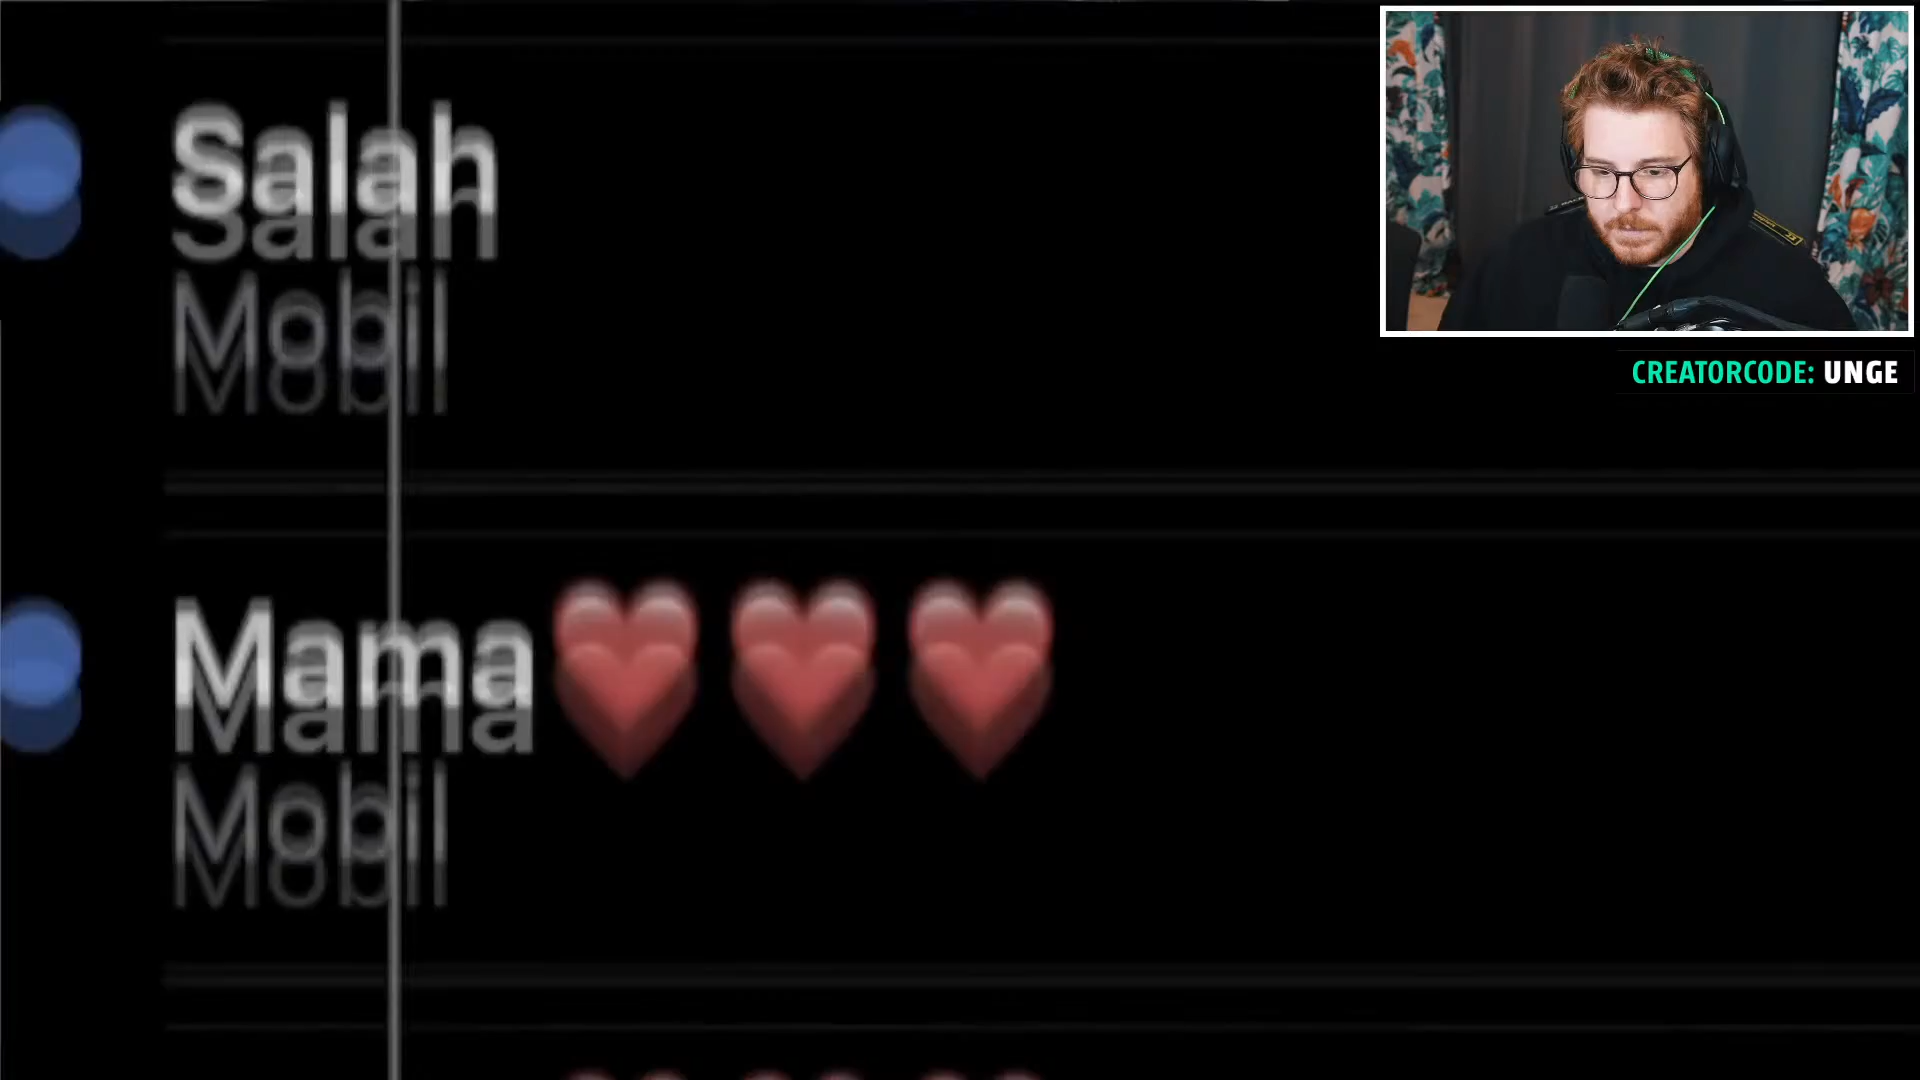 Salah
Mobil
CREATORCODE: UNGE
Mama ❤️ ❤️ ❤️
Mobil